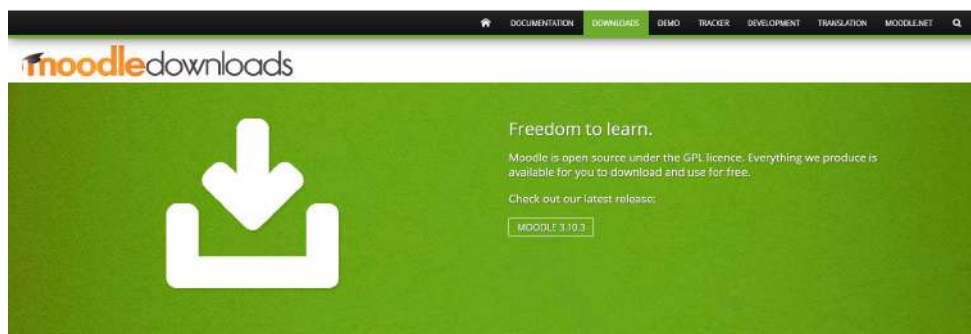 DOCUMENTATION DOWNLOADS DEMO TRACKER DEVELOPMENT TRANSLATION MOODLE.NET
moodledownloads
Freedom to learn.
Moodle is open source under the GPL licence. Everything we produce is
available for you to download and use for free.
Check out our latest release:
MOODLE 3.10.3